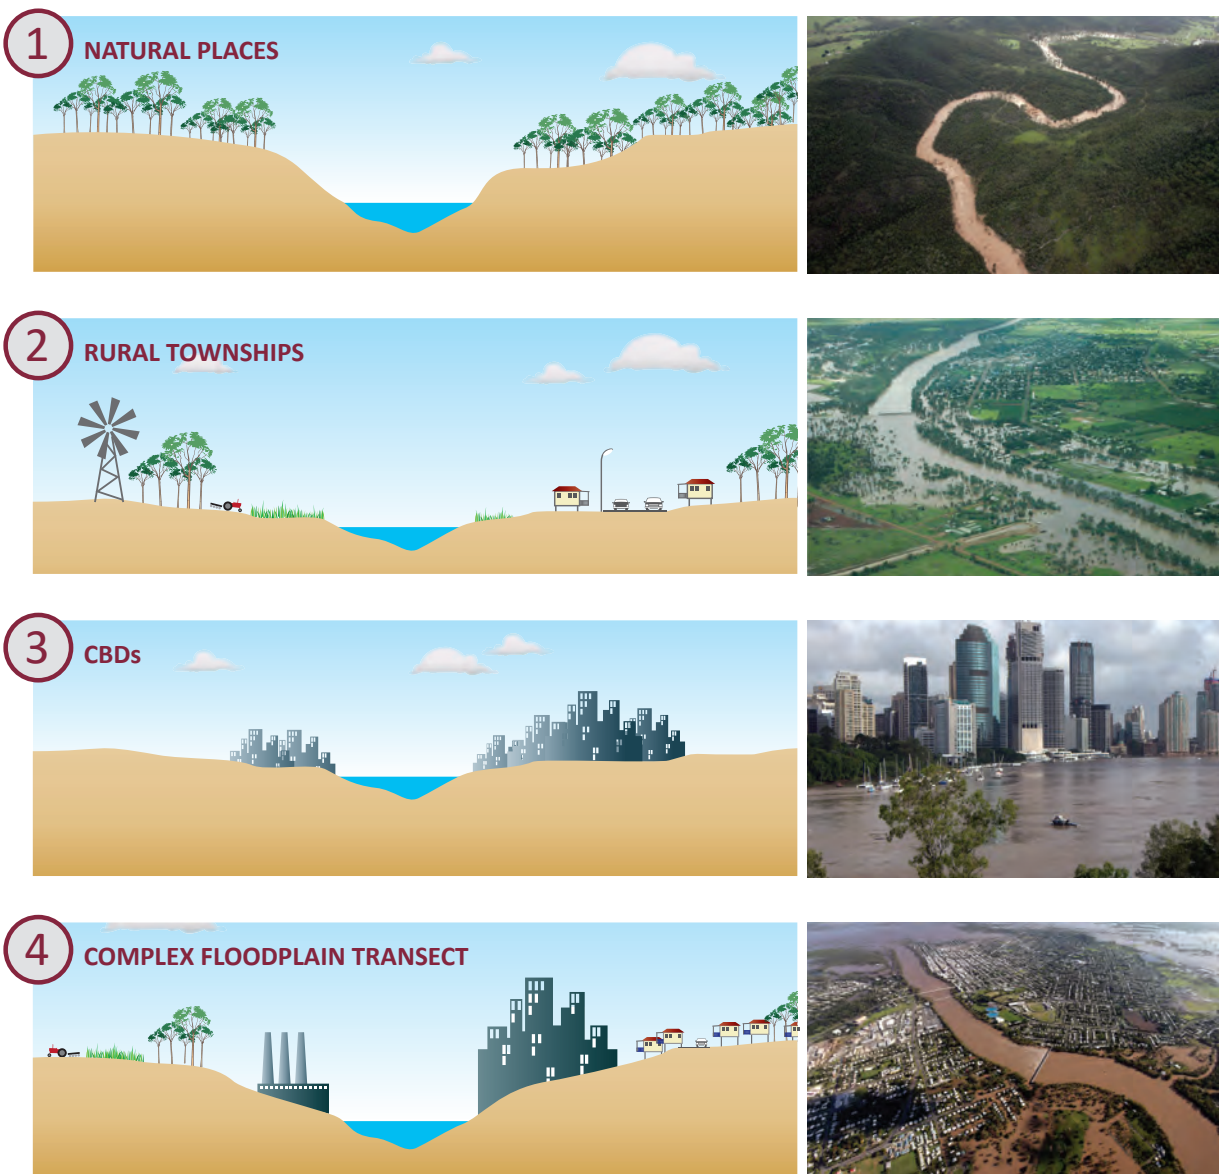 1
NATURAL PLACES
2
RURAL TOWNSHIPS
3
CBDs
4
COMPLEX FLOODPLAIN TRANSECT